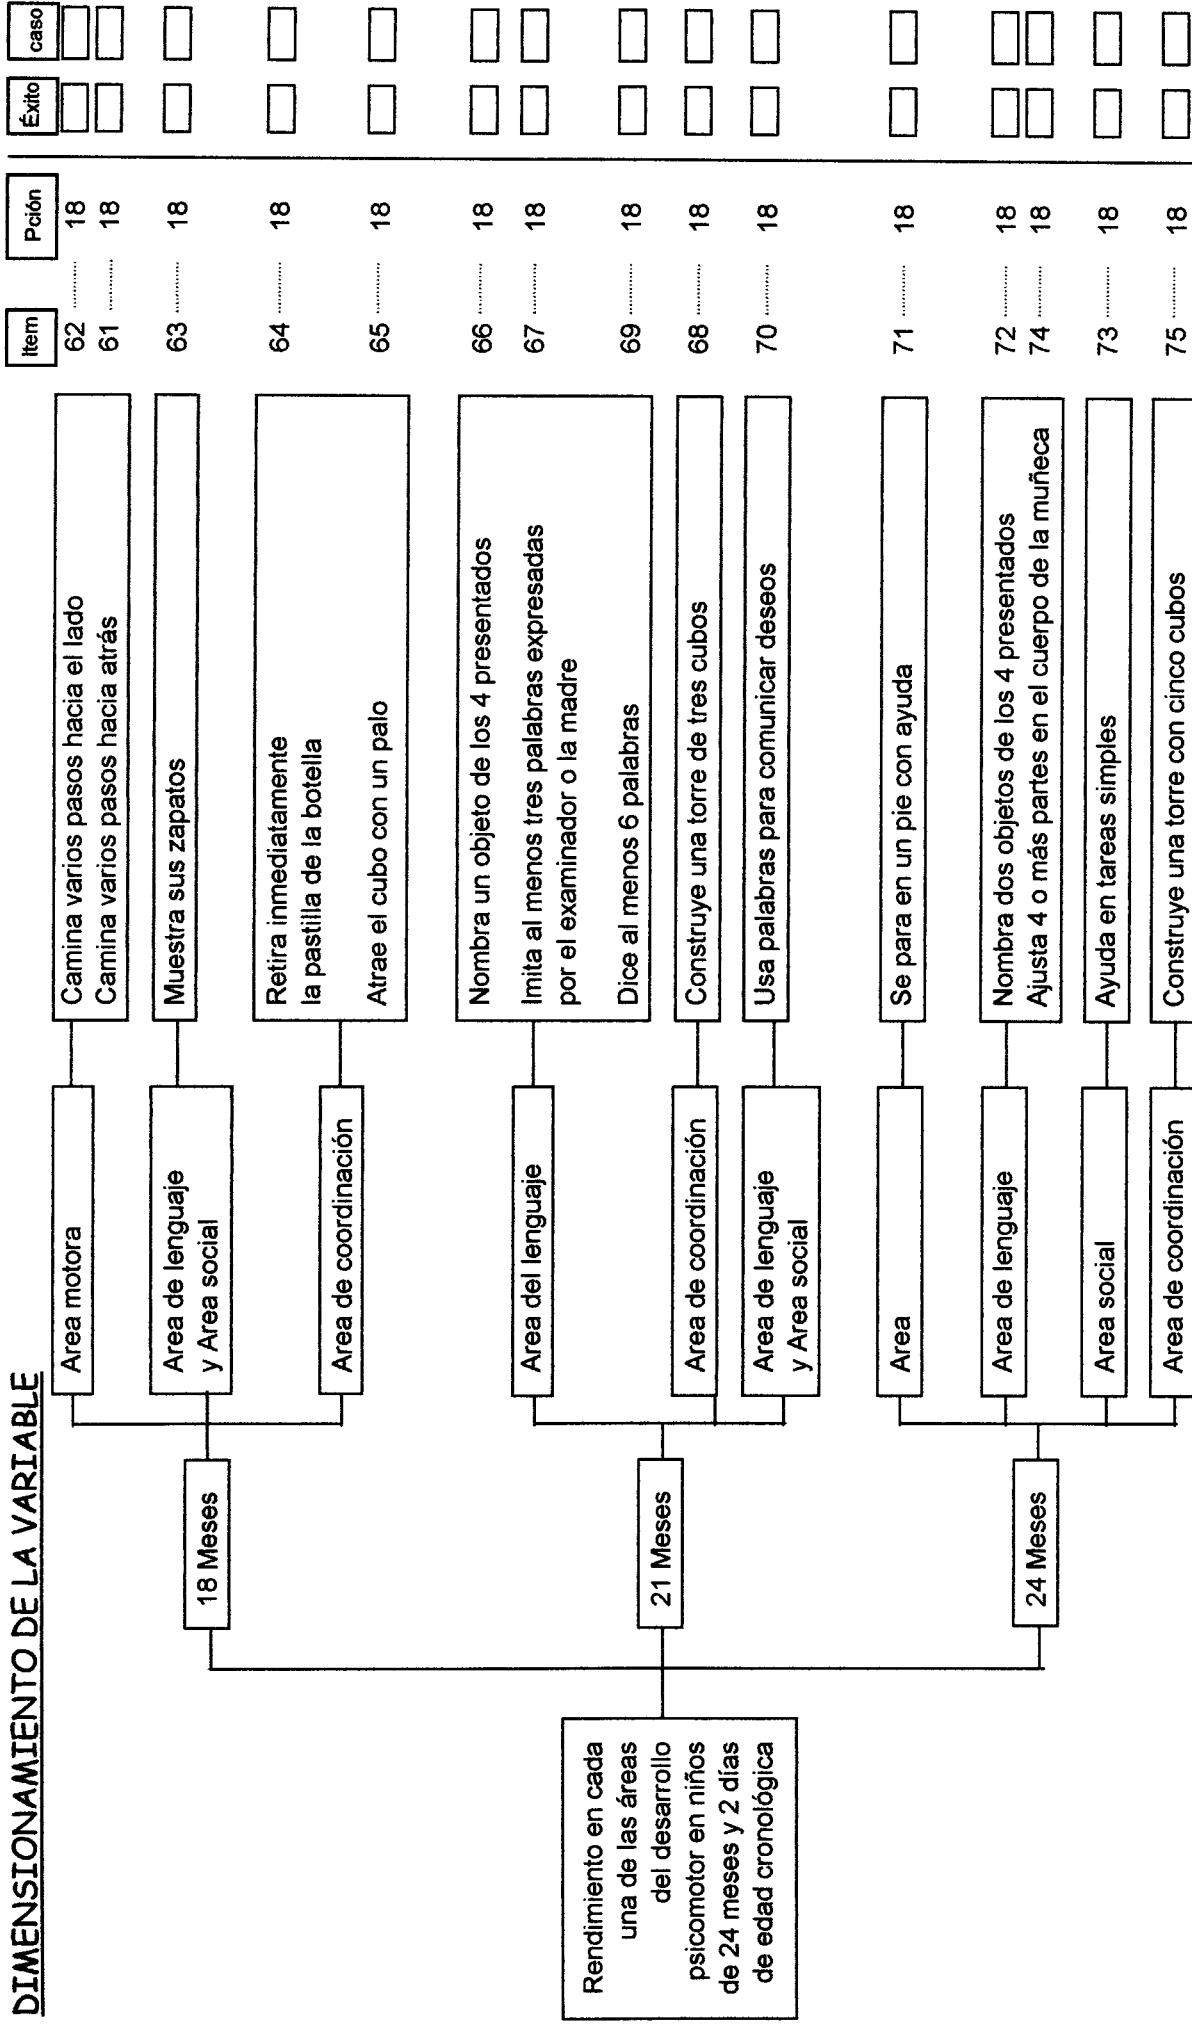 DIMENSIONAMIENTO DE LA VARIABLE
Item
Pción
Éxito
caso
Rendimiento en cada
una de las áreas
del desarrollo
psicomotor en niños
de 24 meses y 2 días
de edad cronológica
18 Meses
Area motora
Camina varios pasos hacia el lado
62 ............ 18
Camina varios pasos hacia atrás
61 ............ 18
Area de lenguaje
y Area social
Muestra sus zapatos
63 ............ 18
Area de coordinación
Retira inmediatamente
la pastilla de la botella
64 ............ 18
Atrae el cubo con un palo
65 ............ 18
21 Meses
Area del lenguaje
Nombra un objeto de los 4 presentados
66 ............ 18
Imita al menos tres palabras expresadas
por el examinador o la madre
67 ............ 18
Dice al menos 6 palabras
69 ............ 18
Area de coordinación
Construye una torre de tres cubos
68 ............ 18
Area de lenguaje
y Area social
Usa palabras para comunicar deseos
70 ............ 18
24 Meses
Area
Se para en un pie con ayuda
71 ............ 18
Area de lenguaje
Nombra dos objetos de los 4 presentados
72 ............ 18
Ajusta 4 o más partes en el cuerpo de la muñeca
74 ............ 18
Area social
Ayuda en tareas simples
73 ............ 18
Area de coordinación
Construye una torre con cinco cubos
75 ............ 18